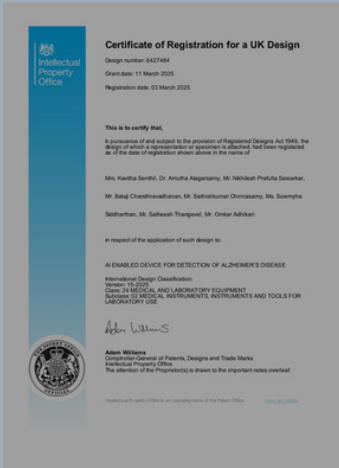 Intellectual
Property
Office
Certificate of Registration for a UK Design
Design number: 6427484
Grant date: 11 March 2025
Registration date: 03 March 2025
This is to certify that,
in pursuance of and subject to the provision of Registered Designs Act 1949, the
design of which a representation or specimen is attached, had been registered
as of the date of registration shown above in the name of
Mrs. Kavitha Senthil, Dr. Amutha Alagarsamy, Mr. Nikhilesh Prafulla Sawarkar,
Mr. Balaji Chandhravadhanan, Mr. Sathishkumar Chinnasamy, Ms. Sowmyha
Siddharthan, Mr. Satheesh Thangavel, Mr. Omkar Adhikari
in respect of the application of such design to:
AI ENABLED DEVICE FOR DETECTION OF ALZHEIMER'S DISEASE
International Design Classification:
Version: 15-2025
Class: 24 MEDICAL AND LABORATORY EQUIPMENT
Subclass: 02 MEDICAL INSTRUMENTS, INSTRUMENTS AND TOOLS FOR
LABORATORY USE
Adam Williams
Adam Williams
Comptroller-General of Patents, Designs and Trade Marks
Intellectual Property Office
The attention of the Proprietor(s) is drawn to the important notes overleaf.
THE PATENT OFFICE
OFFICIAL
Intellectual Property Office is an operating name of the Patent Office